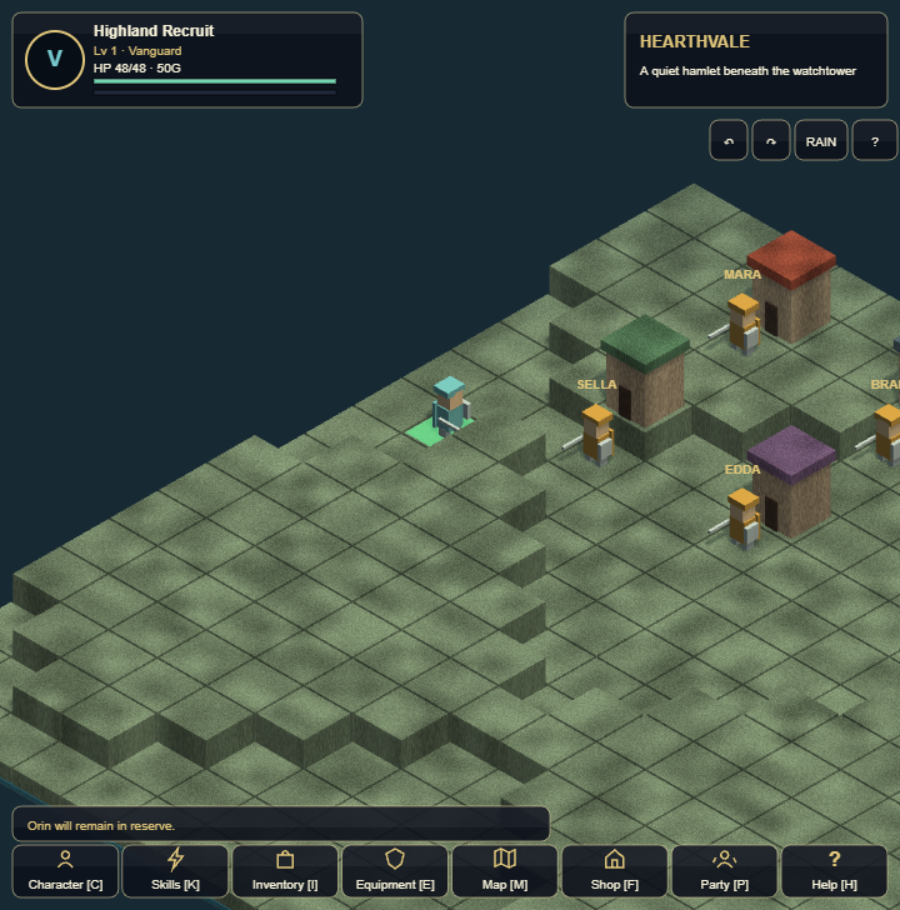 V
Highland Recruit
Lv 1 · Vanguard
HP 48/48 · 50G
HEARTHVALE
A quiet hamlet beneath the watchtower
↶
↷
RAIN
?
MARA
SELLA
BRA
EDDA
Orin will remain in reserve.
Character [C]
Skills [K]
Inventory [I]
Equipment [E]
Map [M]
Shop [F]
Party [P]
?
Help [H]